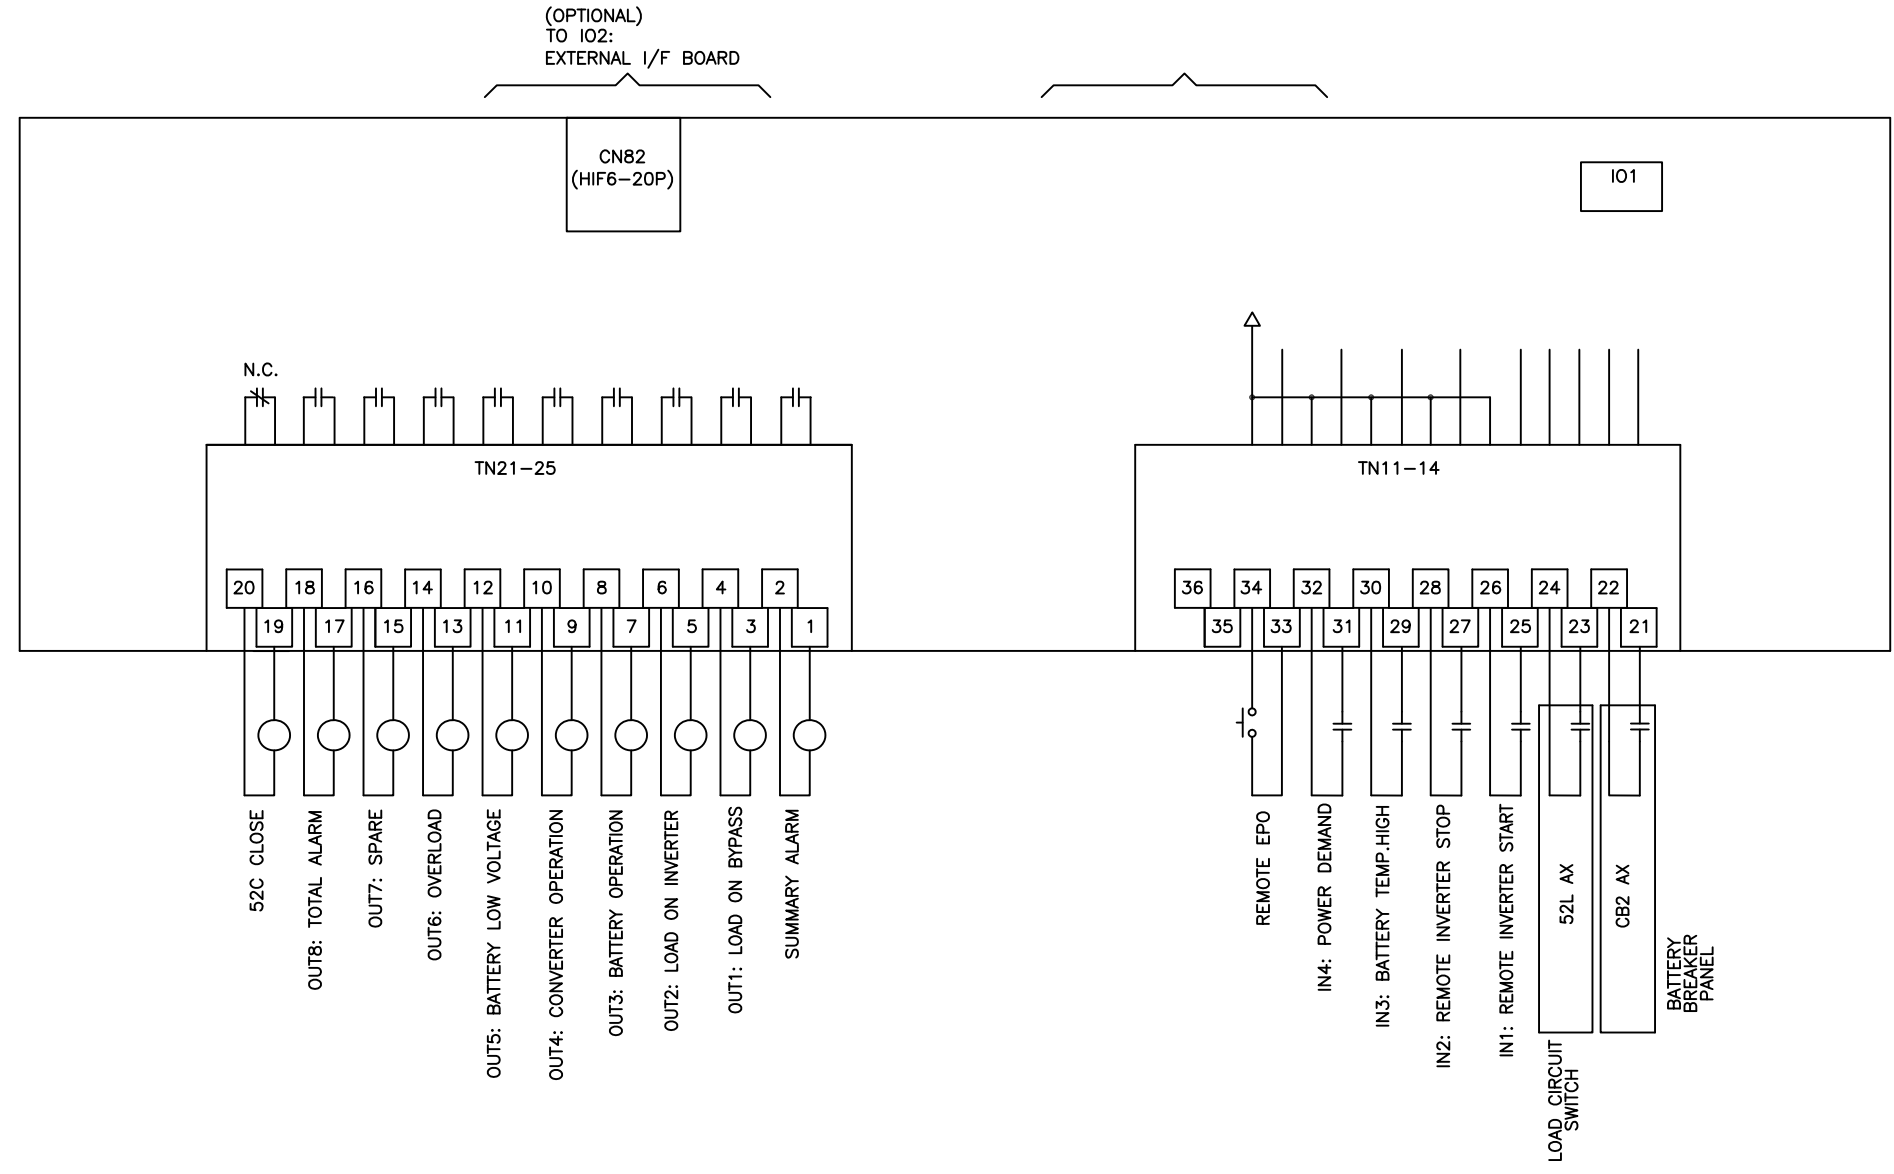 (OPTIONAL)
TO IO2:
EXTERNAL I/F BOARD
CN82
(HIF6-20P)
IO1
N.C.
TN21-25
TN11-14
20
18
16
14
12
10
8
6
4
2
19
17
15
13
11
9
7
5
3
1
36
34
32
30
28
26
24
22
35
33
31
29
27
25
23
21
52C CLOSE
OUT8: TOTAL ALARM
OUT7: SPARE
OUT6: OVERLOAD
OUT5: BATTERY LOW VOLTAGE
OUT4: CONVERTER OPERATION
OUT3: BATTERY OPERATION
OUT2: LOAD ON INVERTER
OUT1: LOAD ON BYPASS
SUMMARY ALARM
REMOTE EPO
IN4: POWER DEMAND
IN3: BATTERY TEMP.HIGH
IN2: REMOTE INVERTER STOP
IN1: REMOTE INVERTER START
52L AX
CB2 AX
LOAD CIRCUIT
SWITCH
BATTERY
BREAKER
PANEL